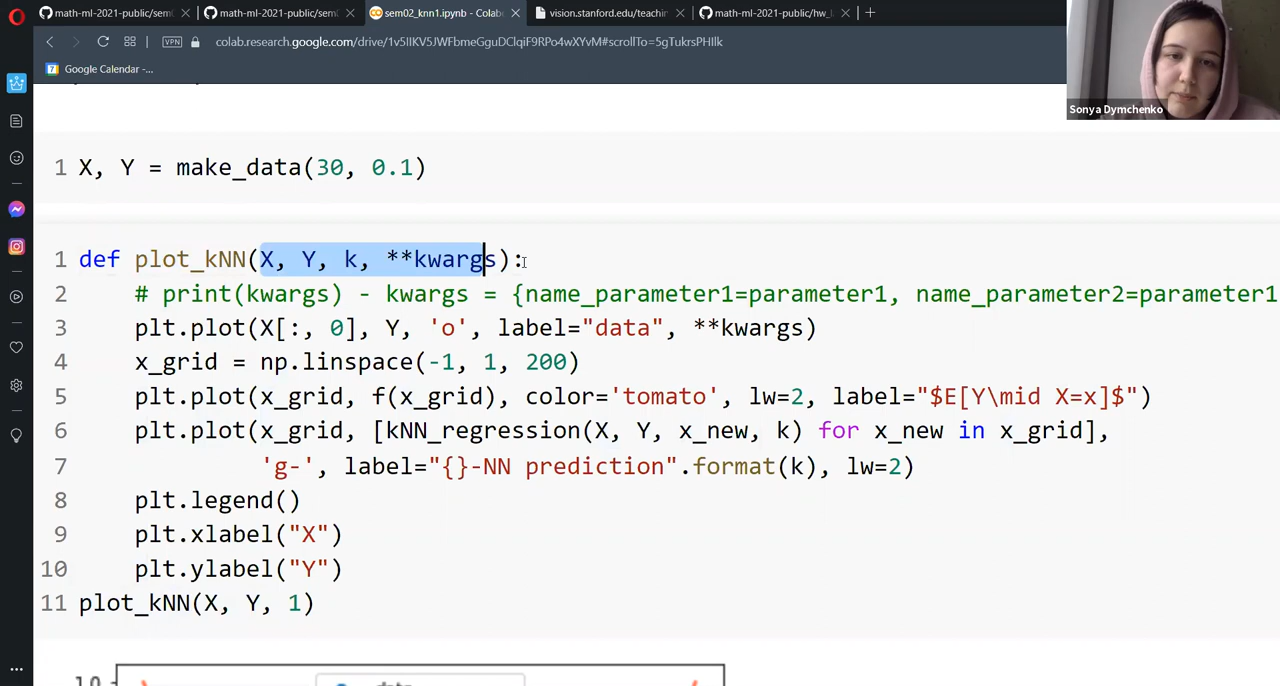 math-ml-2021-public/sem
math-ml-2021-public/sem
sem02_knn1.ipynb - Colab
vision.stanford.edu/teachin
math-ml-2021-public/hw_
VPN
colab.research.google.com/drive/1v5IIKV5JWFbmeGguDClqiF9RPo4wXYvM#scrollTo=5gTukrsPHIlk
7 Google Calendar -...
Sonya Dymchenko
1 X, Y = make_data(30, 0.1)
1 def plot_kNN(X, Y, k, **kwargs):
2 # print(kwargs) - kwargs = {name_parameter1=parameter1, name_parameter2=parameter1
3 plt.plot(X[:, 0], Y, 'o', label="data", **kwargs)
4 x_grid = np.linspace(-1, 1, 200)
5 plt.plot(x_grid, f(x_grid), color='tomato', lw=2, label="$E[Y\mid X=x]$")
6 plt.plot(x_grid, [kNN_regression(X, Y, x_new, k) for x_new in x_grid],
7 'g-', label="{}-NN prediction".format(k), lw=2)
8 plt.legend()
9 plt.xlabel("X")
10 plt.ylabel("Y")
11 plot_kNN(X, Y, 1)